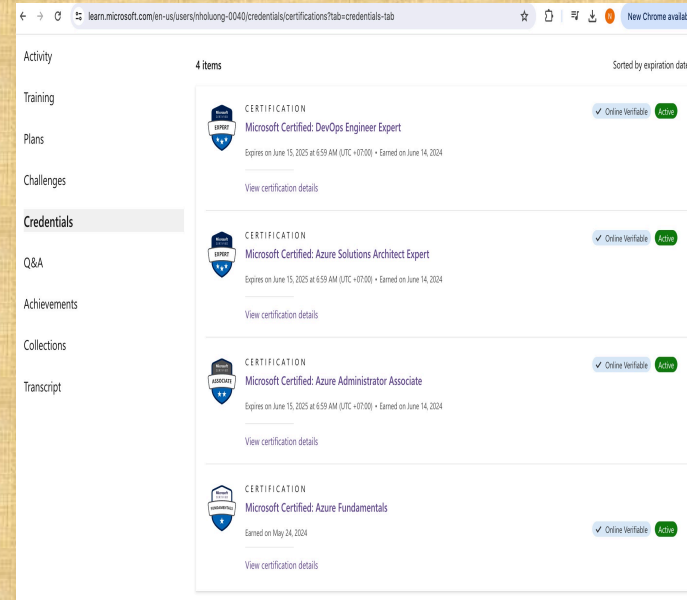 learn.microsoft.com/en-us/users/nholuong-0040/credentials/certifications?tab=credentials-tab
N
New Chrome availab
Activity
Training
Plans
Challenges
Credentials
Q&A
Achievements
Collections
Transcript
4 items
Sorted by expiration date
EXPERT
CERTIFICATION
Microsoft Certified: DevOps Engineer Expert
Expires on June 15, 2025 at 6:59 AM (UTC +07:00) • Earned on June 14, 2024
View certification details
✓ Online Verifiable Active
EXPERT
CERTIFICATION
Microsoft Certified: Azure Solutions Architect Expert
Expires on June 15, 2025 at 6:59 AM (UTC +07:00) • Earned on June 14, 2024
View certification details
✓ Online Verifiable Active
ASSOCIATE
CERTIFICATION
Microsoft Certified: Azure Administrator Associate
Expires on June 15, 2025 at 6:59 AM (UTC +07:00) • Earned on June 14, 2024
View certification details
✓ Online Verifiable Active
FUNDAMENTALS
CERTIFICATION
Microsoft Certified: Azure Fundamentals
Earned on May 24, 2024
View certification details
✓ Online Verifiable Active